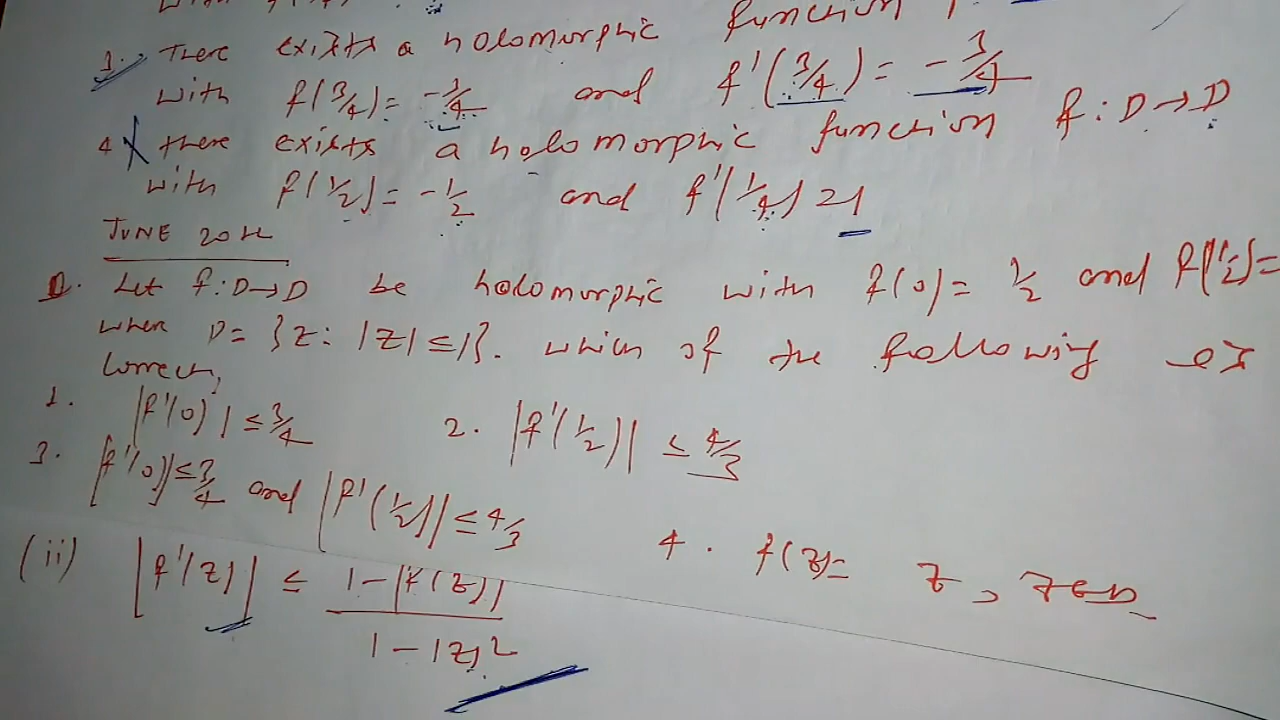 3. There exists a holomorphic function f
with f(3/4) = -3/4 and f'(3/4) = -3/4
4 there exists a holomorphic function f : D→D
with f(1/2) = -1/2 and f'(1/4) = 1
JUNE
Q. Let f:D→D be holomorphic with f(0) = 1/2 and f(1/2)=
when D = {z : |z| ≤ 1}. which of the following
correct,
1. |f'(0)| ≤ 3/4 2. |f'(1/2)| ≤ 4/3
3. |f'(0)| ≤ 3/4 and |f'(1/2)| ≤ 4/3 4. f(z)= z, z∈D
(ii) |f'(z)| ≤ 1-|f(z)| / 1-|z|2